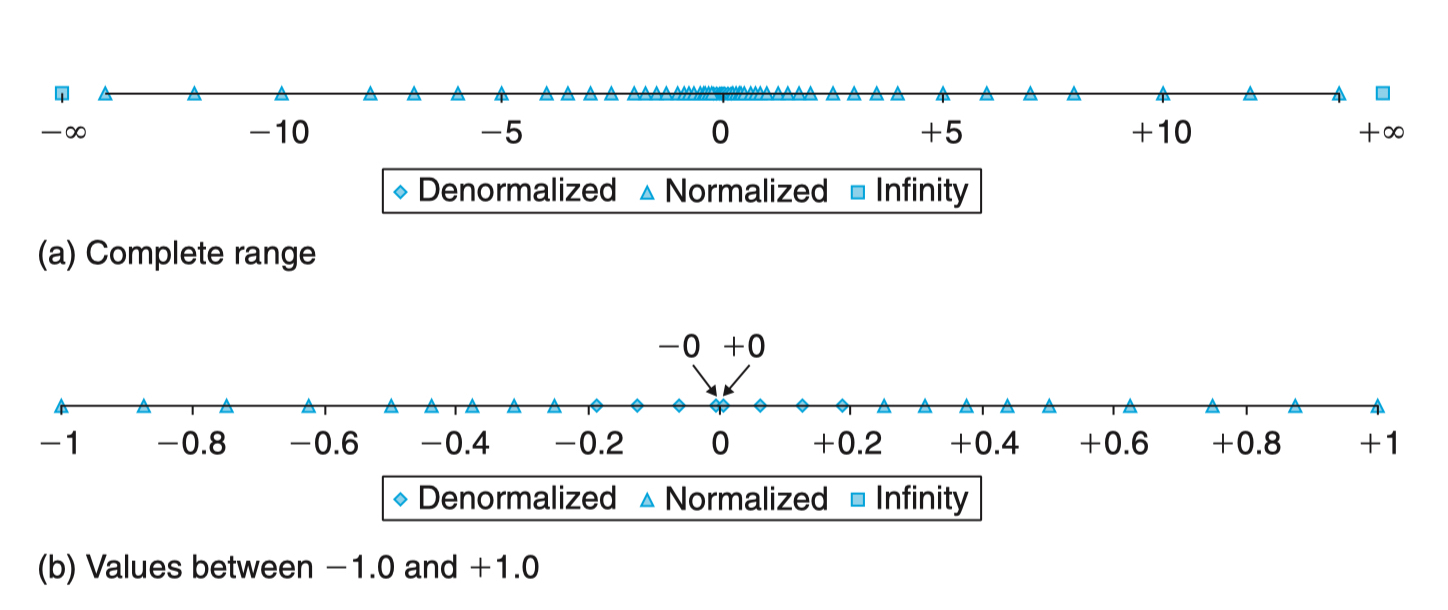 −∞ −10 −5 0 +5 +10 +∞
Denormalized Normalized Infinity
(a) Complete range
−0 +0
−1 −0.8 −0.6 −0.4 −0.2 0 +0.2 +0.4 +0.6 +0.8 +1
Denormalized Normalized Infinity
(b) Values between −1.0 and +1.0